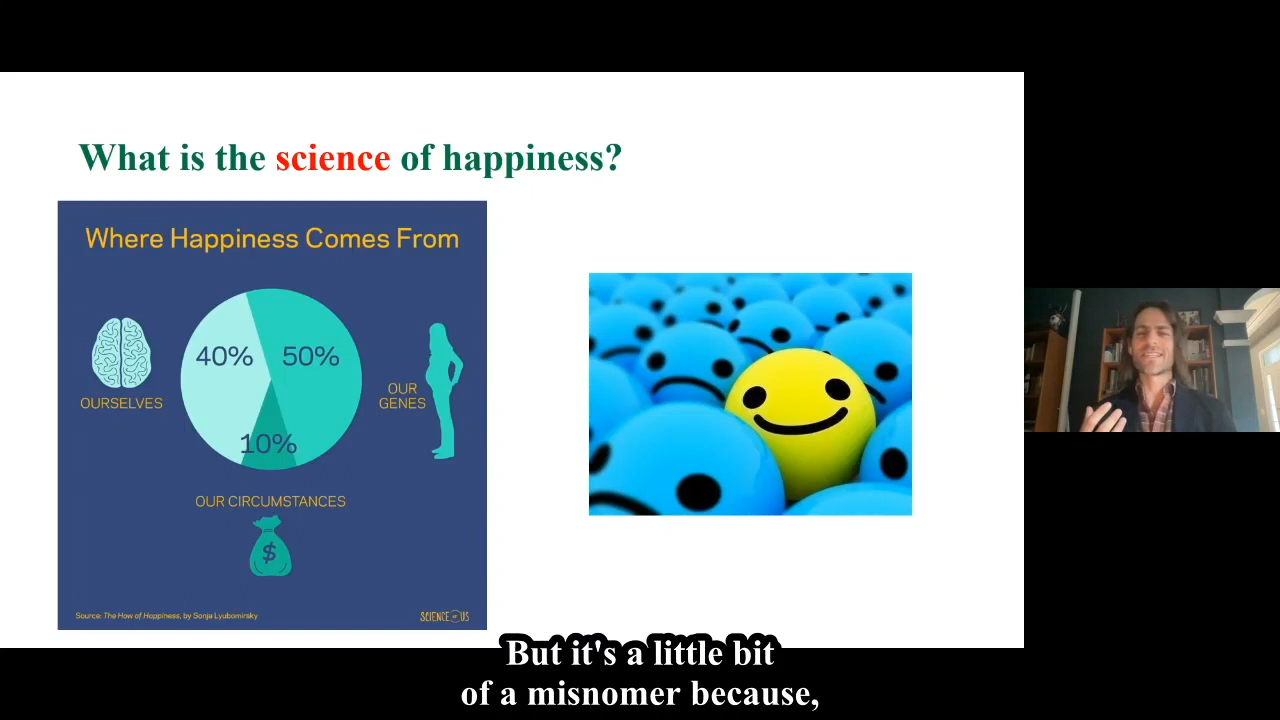 What is the science of happiness?
Where Happiness Comes From
40%
50%
OURSELVES
OUR
GENES
10%
OUR CIRCUMSTANCES
$
Source: The How of Happiness, by Sonja Lyubomirsky
SCIENCE OF US
But it's a little bit
of a misnomer because,